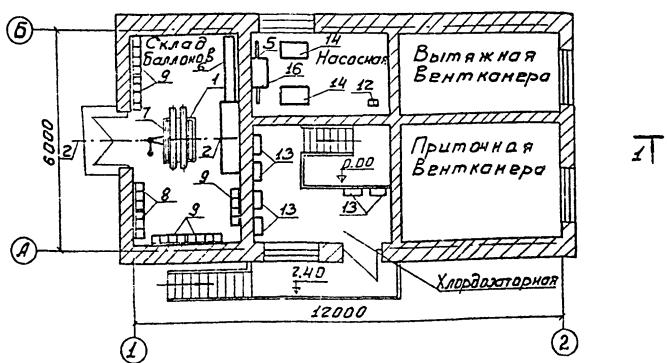 Б
Склад
Баллонов
5
14
Насосная
Вытяжная
Венткамера
9
6
1
16
7
14
12
6000
2
2
1
Приточная
Венткамера
0.00
13
8
9
9
13
13
А
2.40
Хлордозаторная
12000
1
2